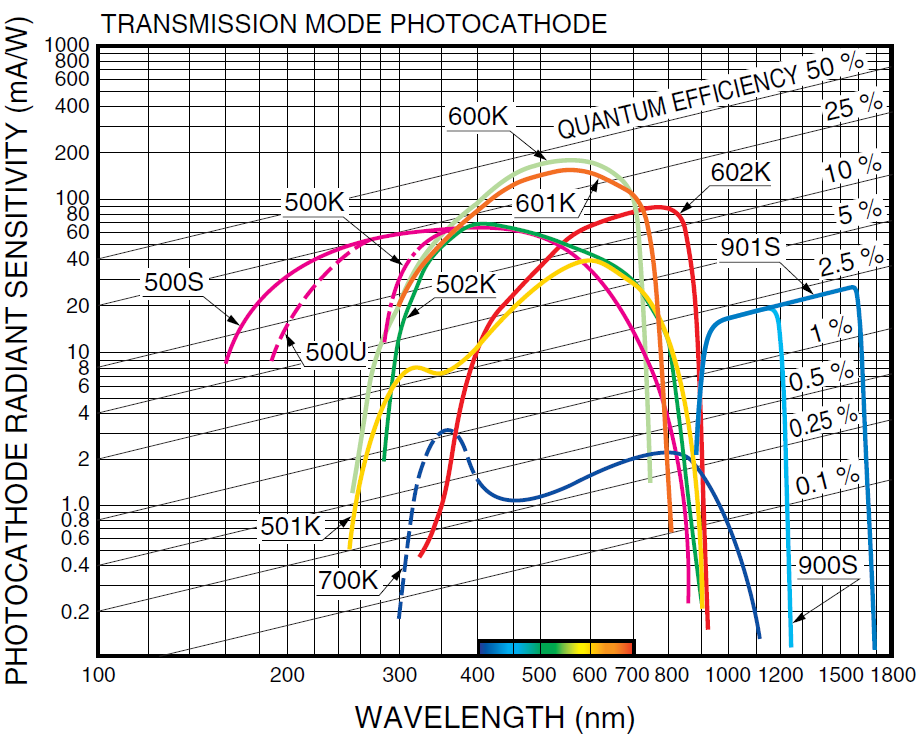 TRANSMISSION MODE PHOTOCATHODE
PHOTOCATHODE RADIANT SENSITIVITY (mA/W)
1000
800
600
400
200
100
80
60
40
20
10
8
6
4
2
1.0
0.8
0.6
0.4
0.2
QUANTUM EFFICIENCY 50 %
25 %
10 %
5 %
2.5 %
1 %
0.5 %
0.25 %
0.1 %
600K
602K
500K
601K
901S
500S
502K
500U
501K
700K
900S
100 200 300 400 500 600 700 800 1000 1200 1500 1800
WAVELENGTH (nm)